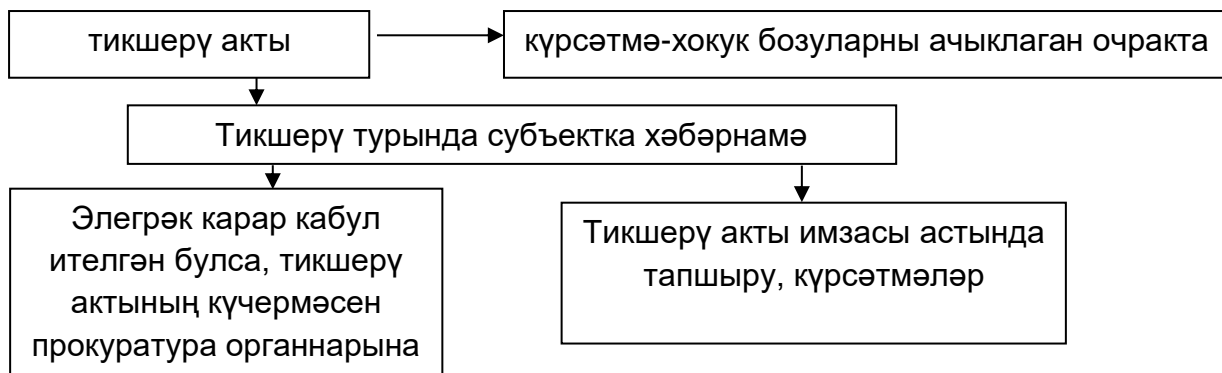 тикшерү акты
күрсәтмә-хокук бозуларны ачыклаган очракта
Тикшерү турында субъектка хәбәрнамә
Элегрәк карар кабул
ителгән булса, тикшерү
актының күчермәсен
прокуратура органнарына
Тикшерү акты имзасы астында
тапшыру, күрсәтмәләр